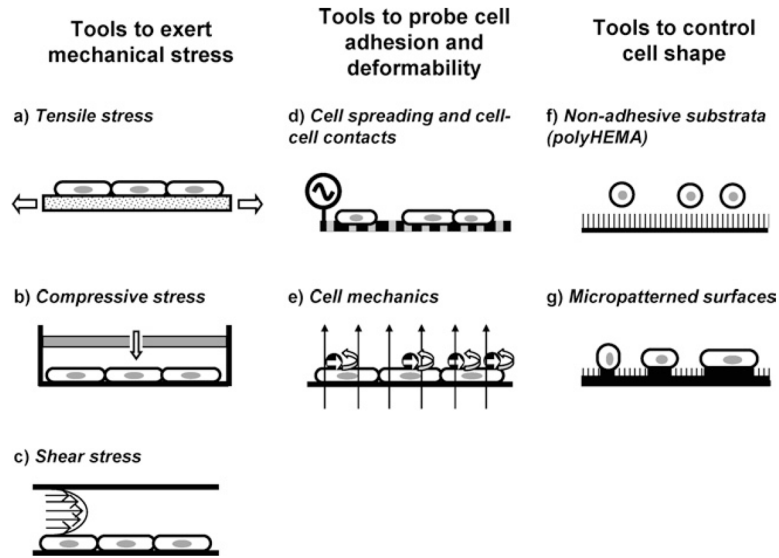 Tools to exert
mechanical stress
Tools to probe cell
adhesion and
deformability
Tools to control
cell shape
a) Tensile stress
d) Cell spreading and cell-
cell contacts
f) Non-adhesive substrata
(polyHEMA)
b) Compressive stress
e) Cell mechanics
g) Micropatterned surfaces
c) Shear stress